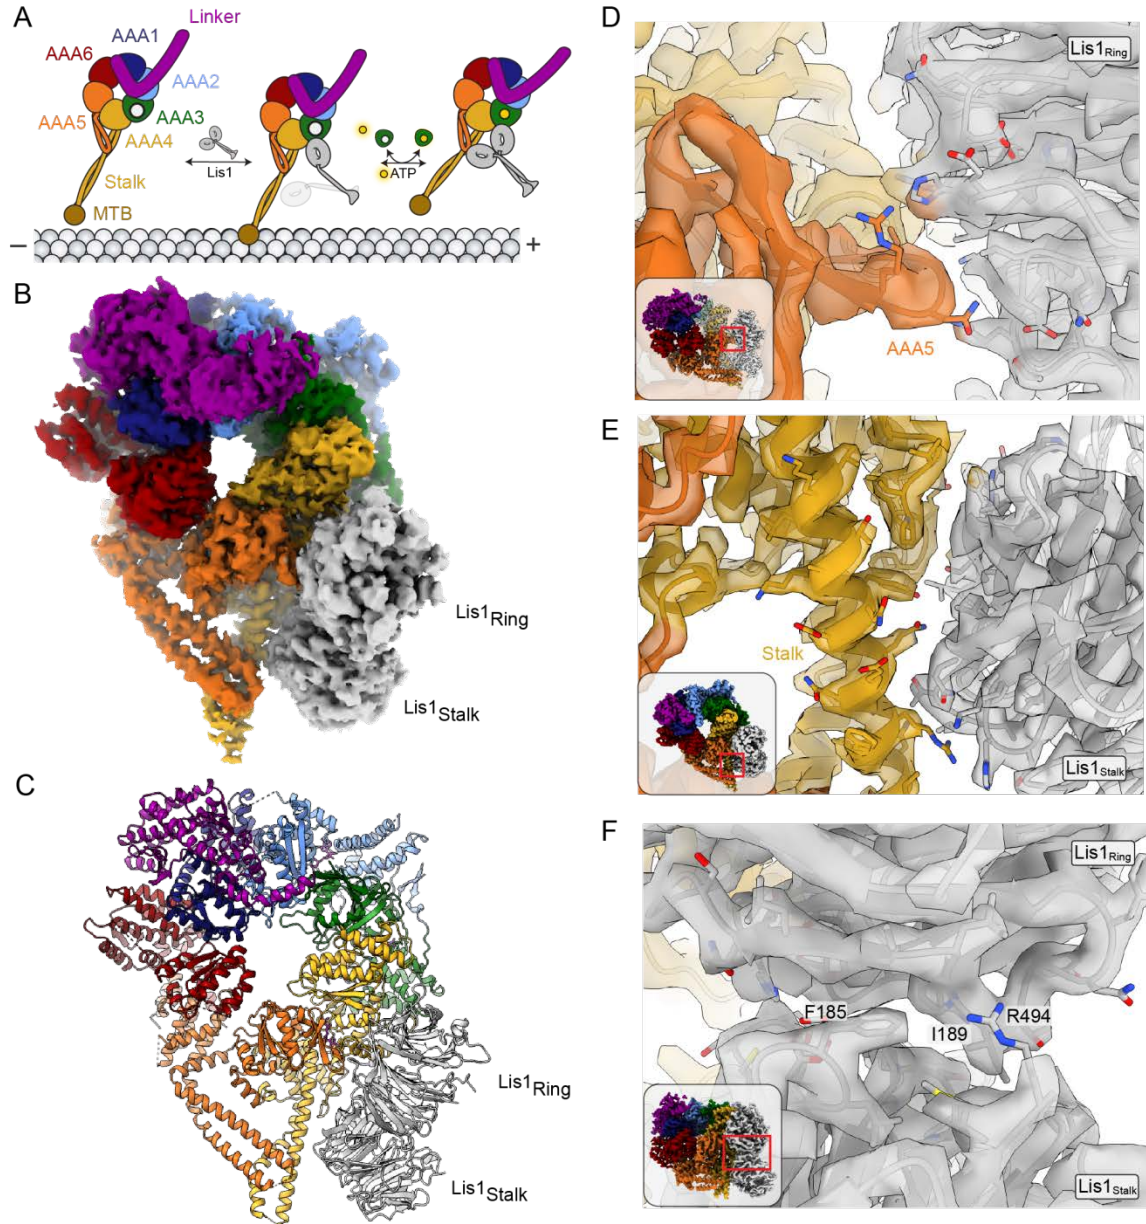 A
Linker
AAA1
AAA6
AAA2
AAA5
AAA3
AAA4
Lis1
ATP
Stalk
MTB
–
+
B
Lis1Ring
Lis1Stalk
C
Lis1Ring
Lis1Stalk
D
Lis1Ring
AAA5
E
Stalk
Lis1Stalk
F
Lis1Ring
F185
R494
I189
Lis1Stalk